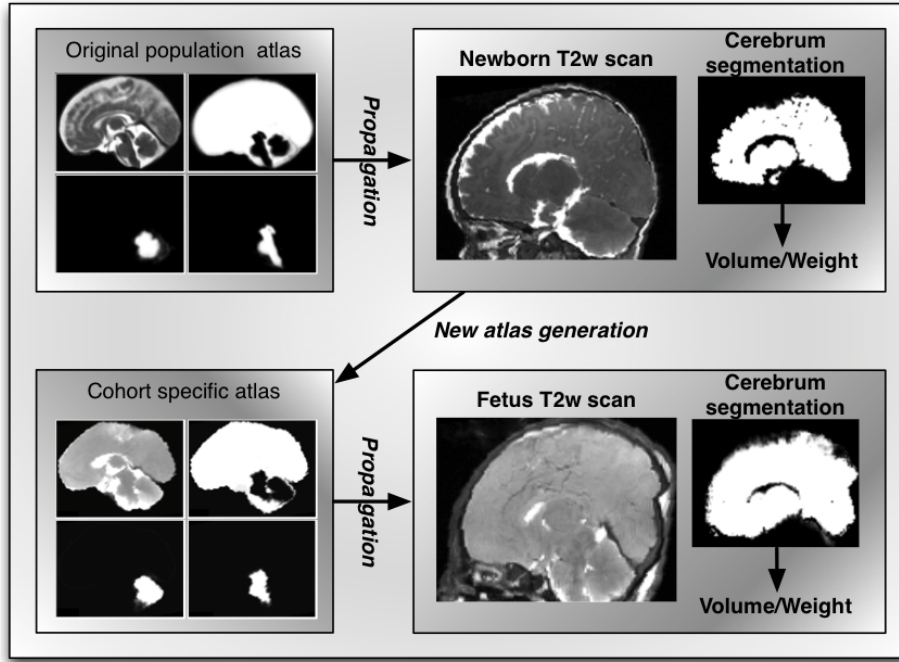 Original population atlas
Propagation
Newborn T2w scan
Cerebrum
segmentation
Volume/Weight
New atlas generation
Cohort specific atlas
Propagation
Fetus T2w scan
Cerebrum
segmentation
Volume/Weight